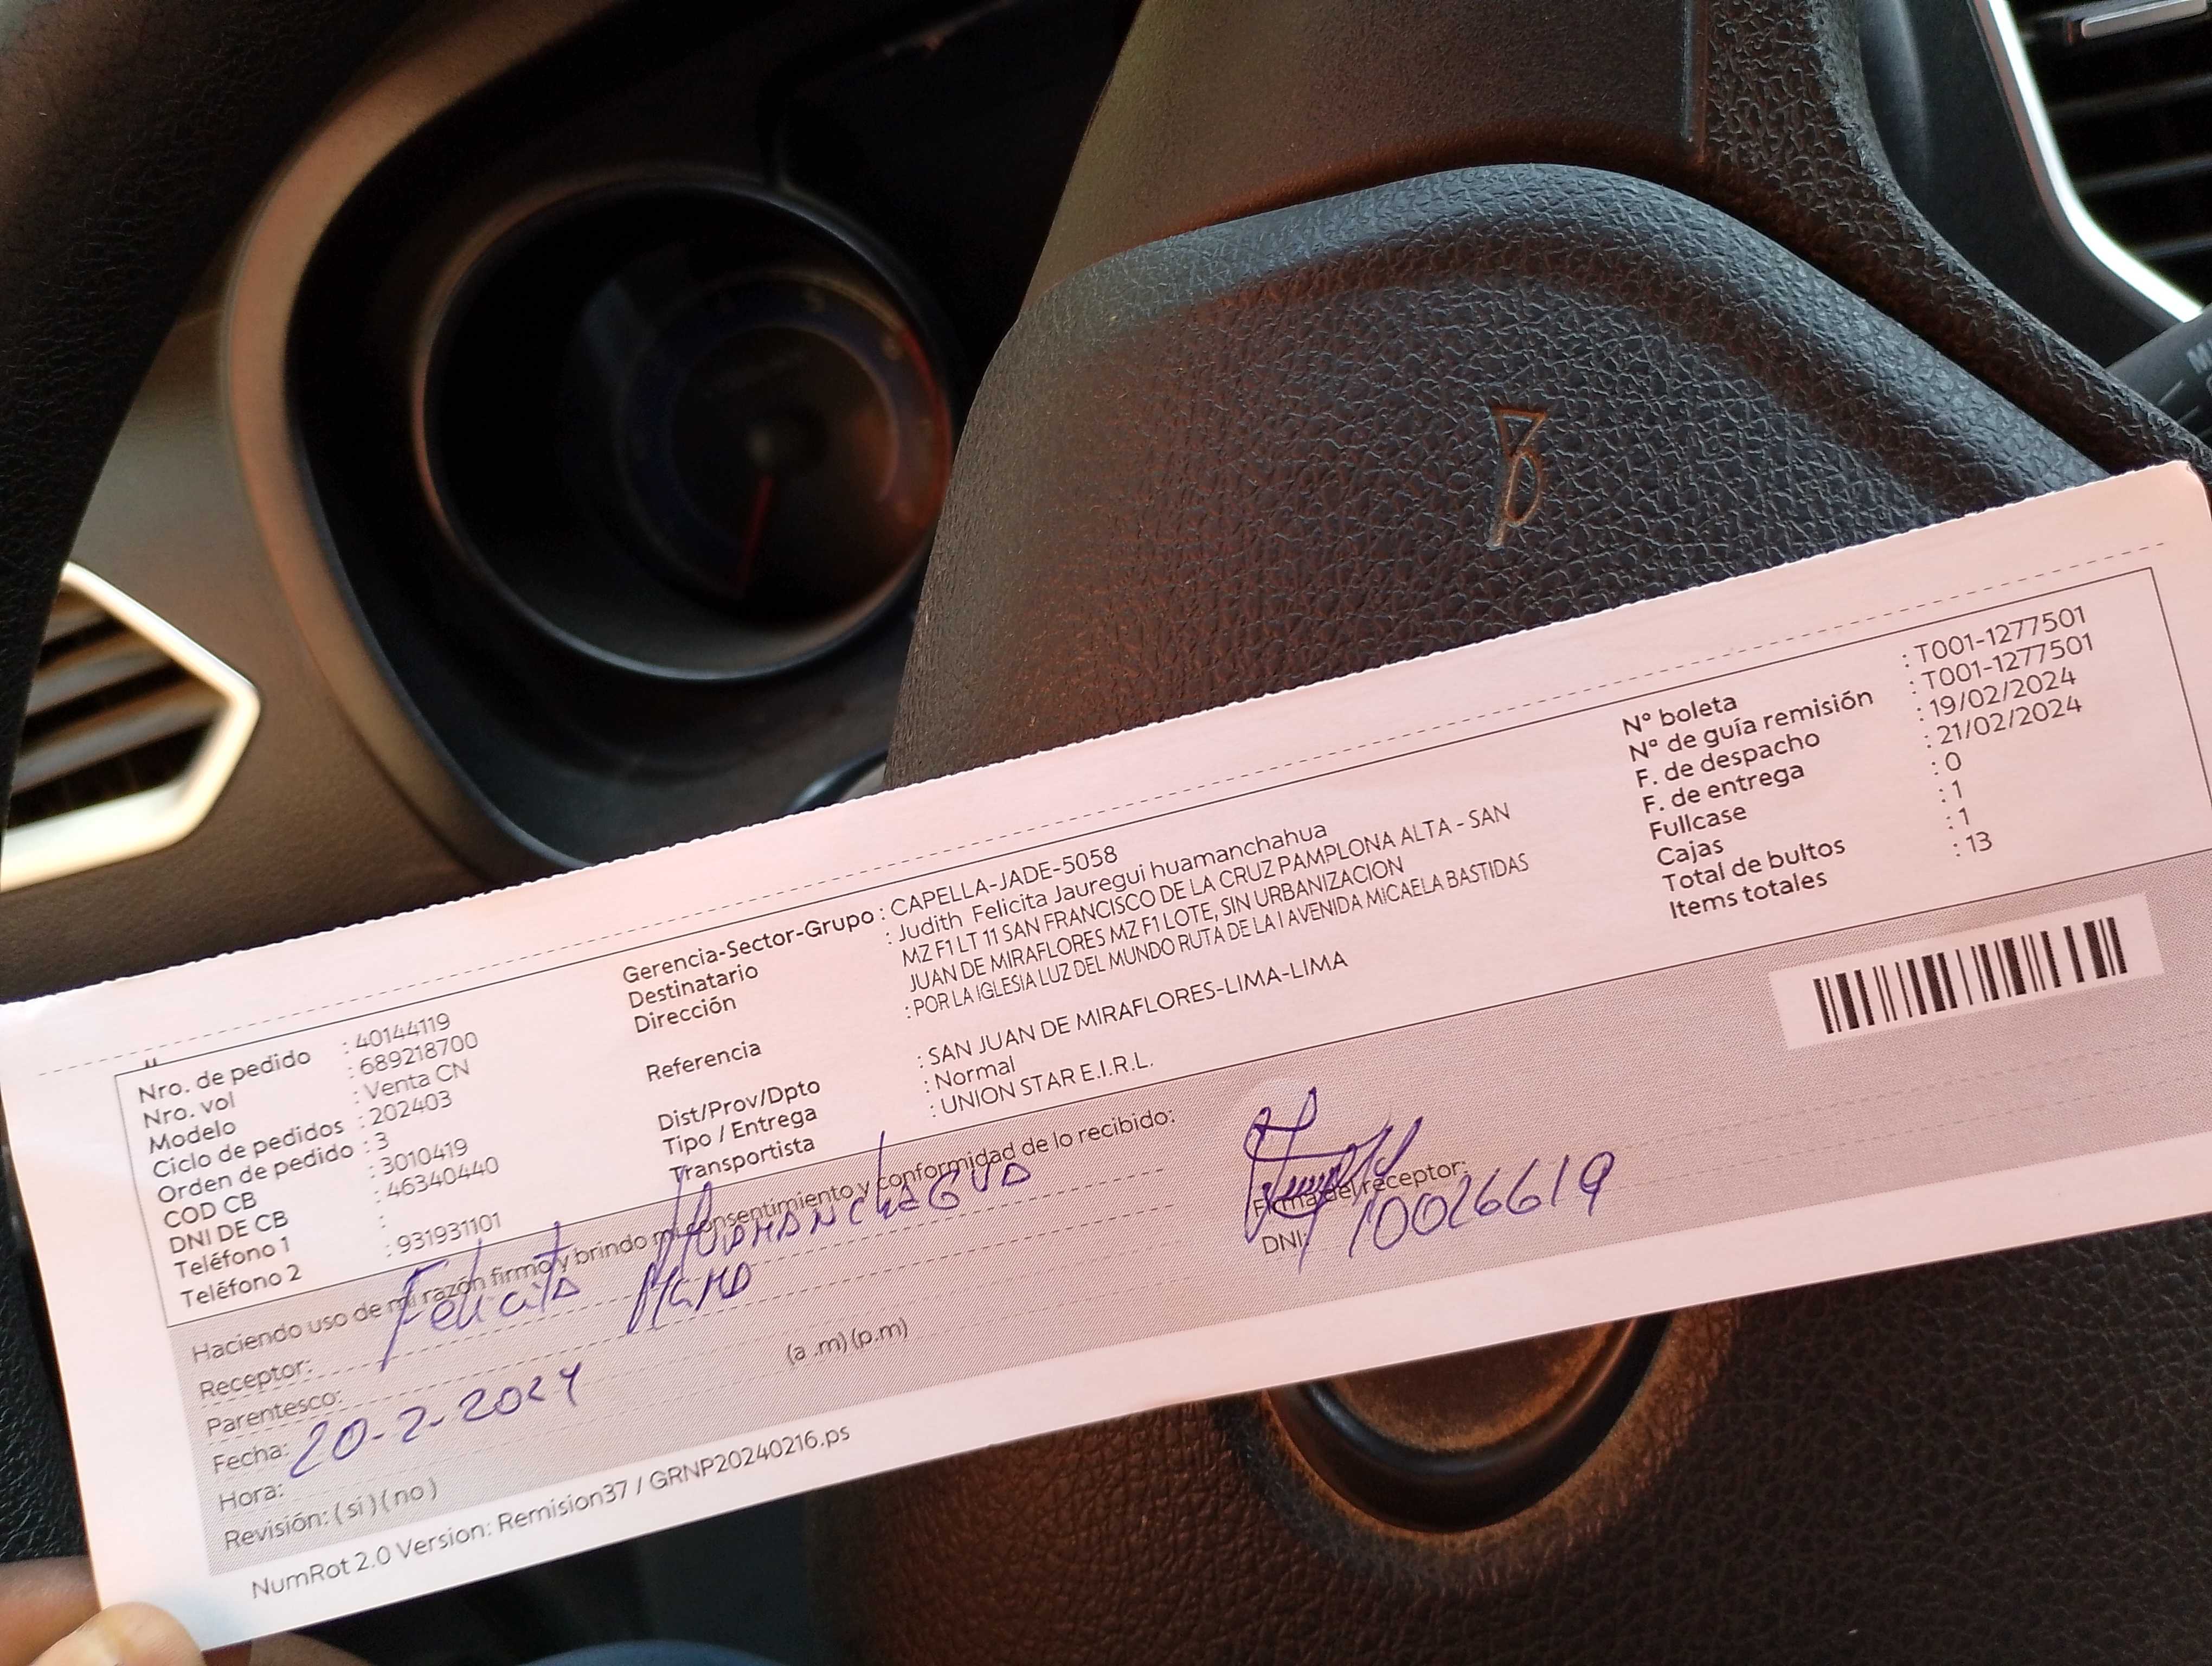 Nro. de pedido : 40144119
Nro. vol : 689218700
Modelo : Venta CN
Ciclo de pedidos : 202403
Orden de pedido : 3
COD CB : 3010419
DNI DE CB : 46340440
Teléfono 1 :
Teléfono 2 : 931931101
Gerencia-Sector-Grupo : CAPELLA-JADE-5058
Destinatario : Judith Felicita Jauregui huamanchahua
Dirección MZ F1 LT 11 SAN FRANCISCO DE LA CRUZ PAMPLONA ALTA - SAN
JUAN DE MIRAFLORES MZ F1 LOTE, SIN URBANIZACION
Referencia : POR LA IGLESIA LUZ DEL MUNDO RUTA DE LA I AVENIDA MICAELA BASTIDAS
Dist/Prov/Dpto : SAN JUAN DE MIRAFLORES-LIMA-LIMA
Tipo / Entrega : Normal
Transportista : UNION STAR E.I.R.L.
N° boleta : T001-1277501
N° de guía remisión : T001-1277501
F. de despacho : 19/02/2024
F. de entrega : 21/02/2024
Fullcase : 0
Cajas : 1
Total de bultos : 1
Items totales : 13
Haciendo uso de mi razón firmo y brindo mi consentimiento y conformidad de lo recibido:
Receptor: Felicita
Parentesco:
Fecha: 20-2-2024
Hora: (a .m) (p.m)
Revisión: ( si ) ( no )
Firma del receptor:
DNI: 10026619
NumRot 2.0 Version: Remision37 / GRNP20240216.ps